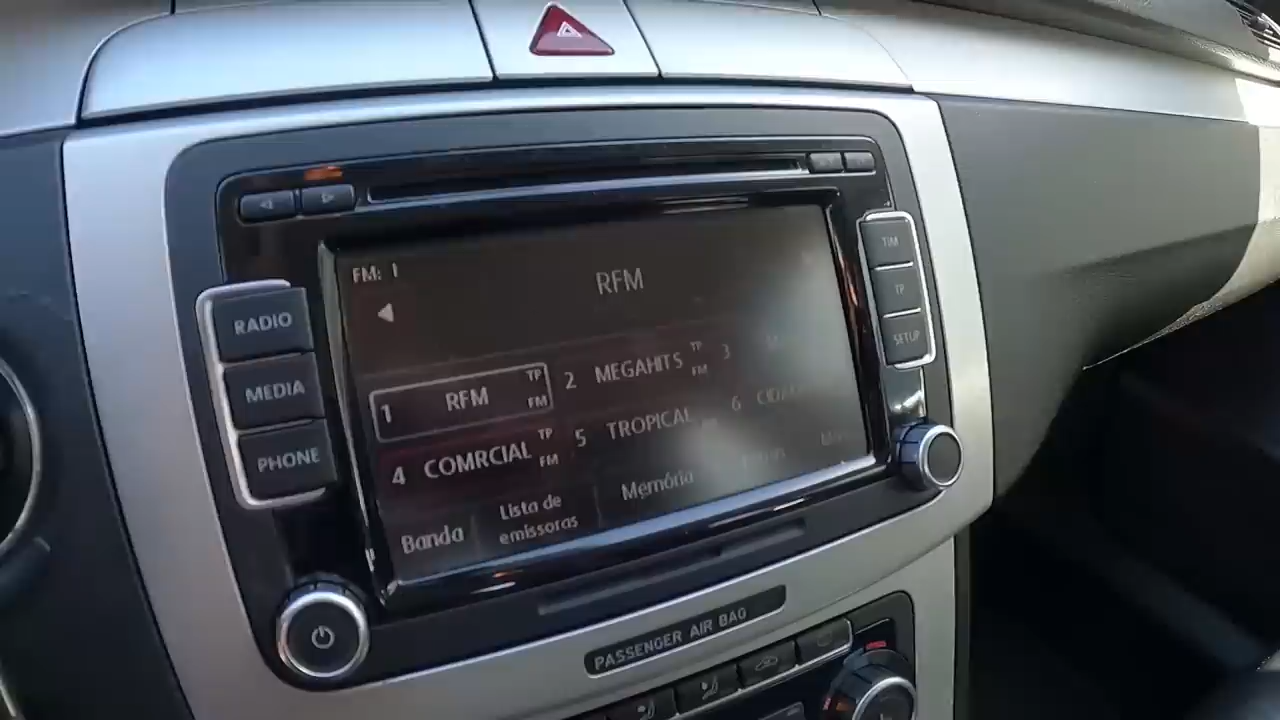 FM: I
RFM
RADIO
MEDIA
PHONE
TIM
TP
SETUP
1 RFM TP FM
2 MEGAHITS TP FM
3
4 COMRCIAL TP FM
5 TROPICAL
6
Banda
Lista de
emissoras
Memória
PASSENGER AIR BAG